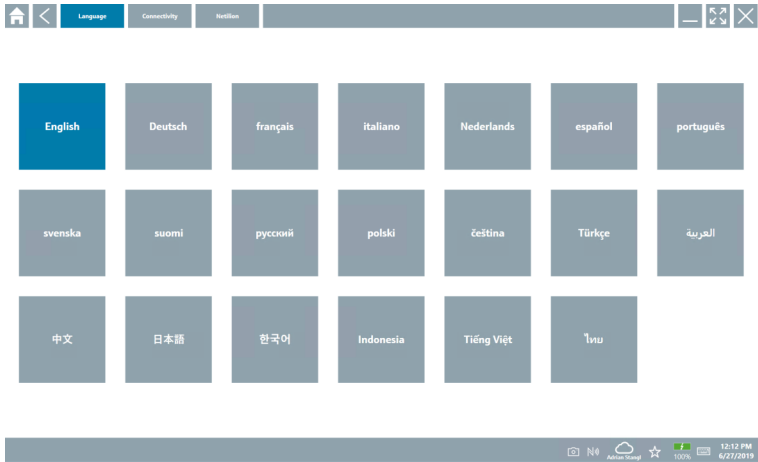 Language
Connectivity
Netilion
English
Deutsch
français
italiano
Nederlands
español
português
svenska
suomi
русский
polski
čeština
Türkçe
العربية
中文
日本語
한국어
Indonesia
Tiếng Việt
ไทย
Adrian Stangl
100%
12:12 PM
6/27/2019